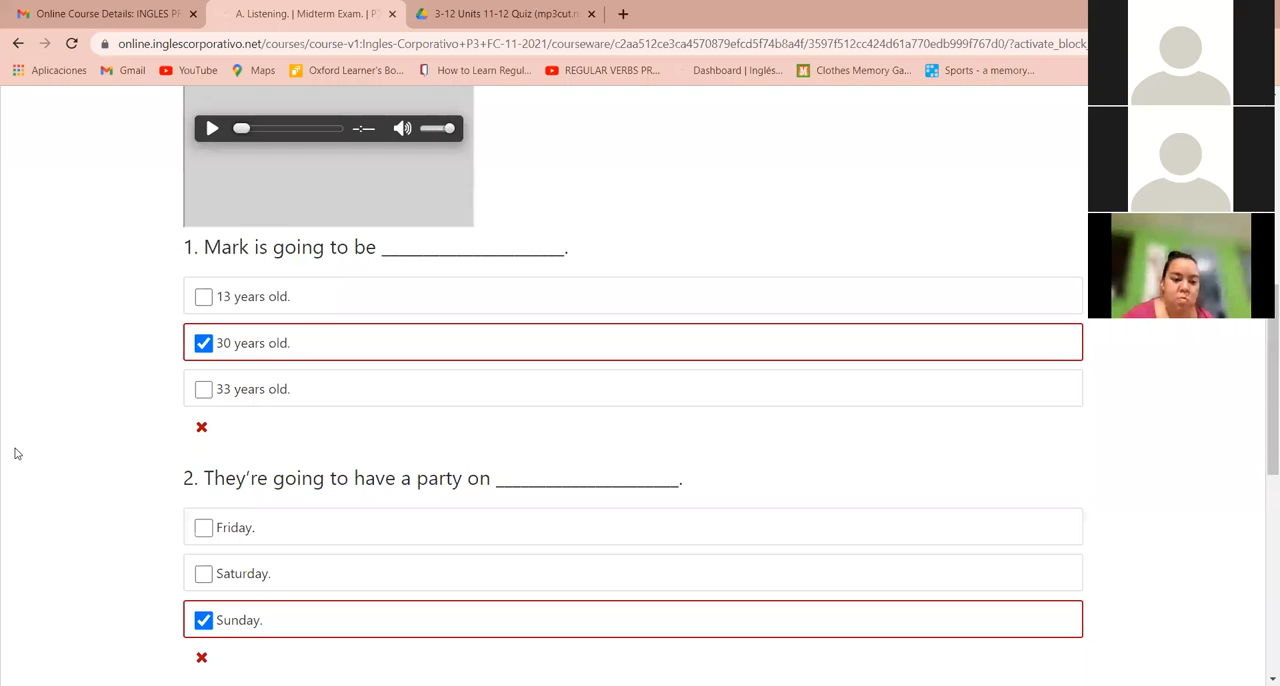 Online Course Details: INGLES PF
A. Listening. | Midterm Exam. | P3
3-12 Units 11-12 Quiz (mp3cut.n
online.inglescorporativo.net/courses/course-v1:Ingles-Corporativo+P3+FC-11-2021/courseware/c2aa512ce3ca4570879efcd5f74b8a4f/3597f512cc424d61a770edb999f767d0/?activate_block_
Aplicaciones
Gmail
YouTube
Maps
Oxford Learner's Bo...
How to Learn Regul...
REGULAR VERBS PR...
Dashboard | Inglés...
Clothes Memory Ga...
Sports - a memory...
-:--
1. Mark is going to be ____________________.
13 years old.
30 years old.
33 years old.
2. They're going to have a party on ____________________.
Friday.
Saturday.
Sunday.